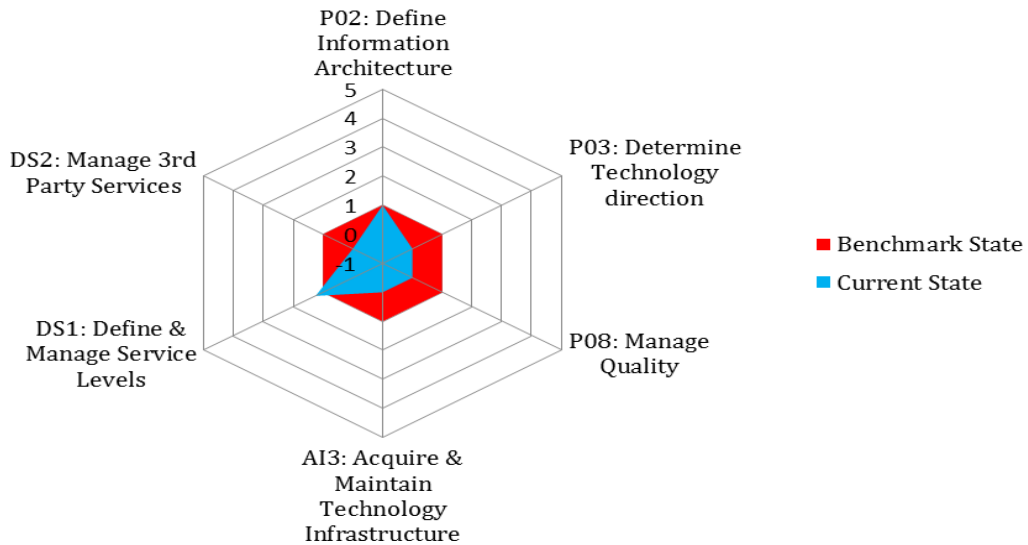 P02: Define
Information
Architecture
5
4
3
2
1
0
-1
DS2: Manage 3rd
Party Services
P03: Determine
Technology
direction
Benchmark State
Current State
DS1: Define &
Manage Service
Levels
P08: Manage
Quality
AI3: Acquire &
Maintain
Technology
Infrastructure